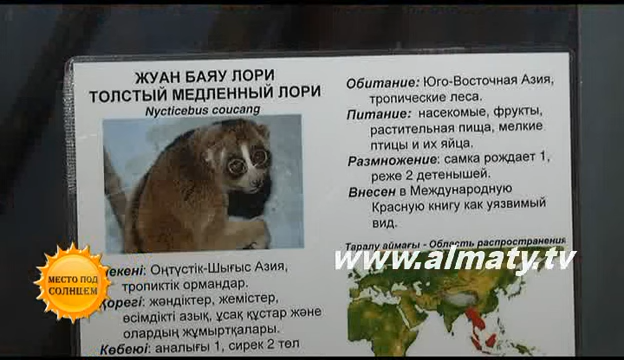 ЖУАН БАЯУ ЛОРИ
ТОЛСТЫЙ МЕДЛЕННЫЙ ЛОРИ
Nycticebus coucang
екені: Оңтүстік-Шығыс Азия,
тропиктік ормандар.
Қорегі: жәндіктер, жемістер,
өсімдікті азық, ұсақ құстар және
олардың жұмыртқалары.
Көбеюі: аналығы 1, сирек 2 төл
Обитание: Юго-Восточная Азия,
тропические леса.
Питание: насекомые, фрукты,
растительная пища, мелкие
птицы и их яйца.
Размножение: самка рождает 1,
реже 2 детенышей.
Внесен в Международную
Красную книгу как уязвимый
вид.
Таралу аймағы - Область распространения
www.almaty.tv
МЕСТО ПОД
СОЛНЦЕМ